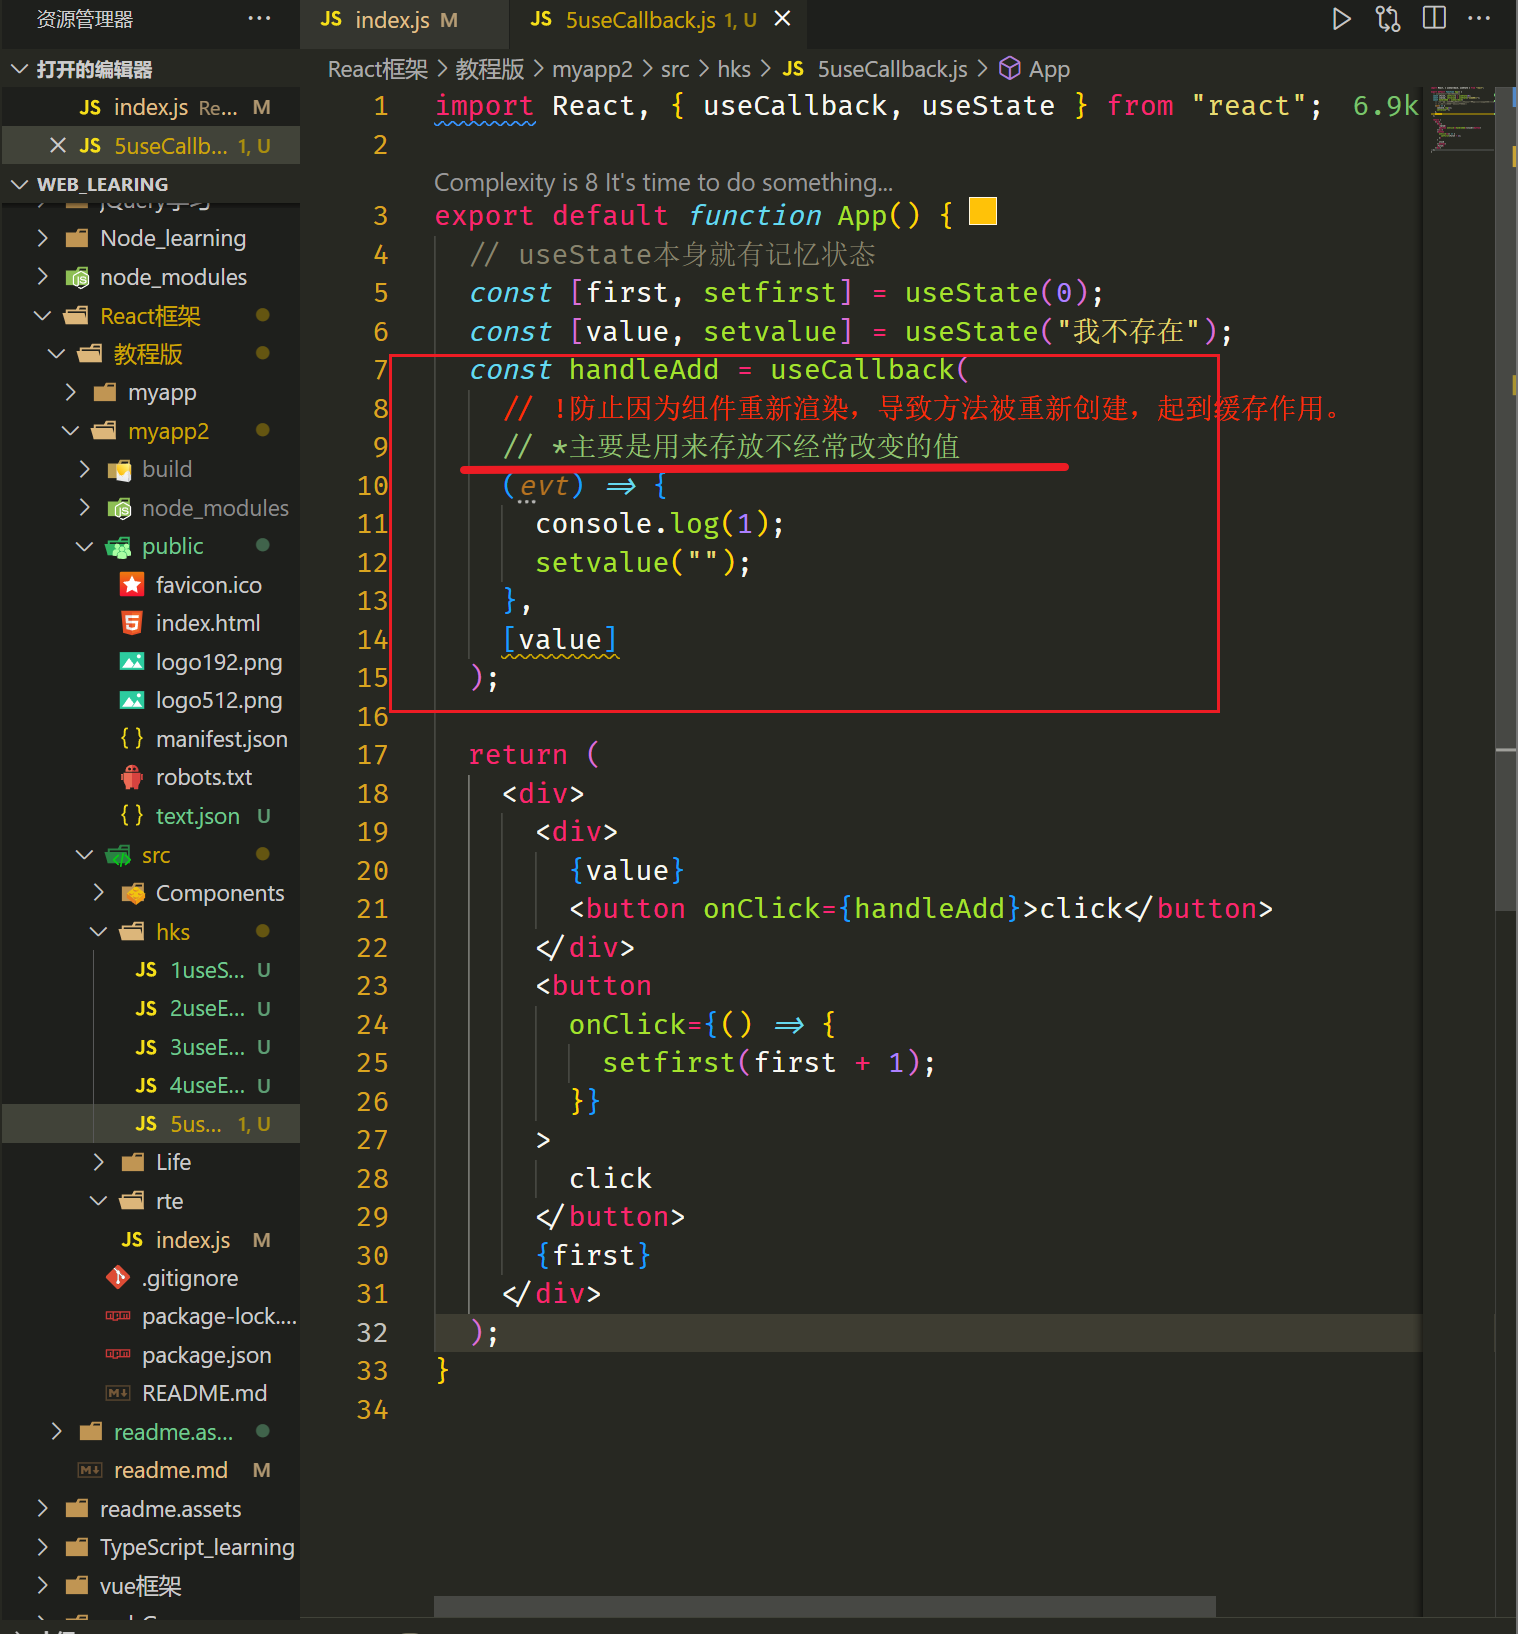 资源管理器 ···
打开的编辑器
JS index.js Re... M
JS 5useCallb... 1, U
WEB_LEARING
jQuery学习
Node_learning
node_modules
React框架
教程版
myapp
myapp2
build
node_modules
public
favicon.ico
index.html
logo192.png
logo512.png
manifest.json
robots.txt
text.json U
src
Components
hks
JS 1useS... U
JS 2useE... U
JS 3useE... U
JS 4useE... U
JS 5us... 1, U
Life
rte
JS index.js M
.gitignore
package-lock....
package.json
README.md
readme.as...
readme.md M
readme.assets
TypeScript_learning
vue框架
JS index.js M JS 5useCallback.js 1, U
React框架 > 教程版 > myapp2 > src > hks > JS 5useCallback.js > App
1 import React, { useCallback, useState } from "react"; 6.9k
2
Complexity is 8 It's time to do something...
3 export default function App() {
4 // useState本身就有记忆状态
5 const [first, setfirst] = useState(0);
6 const [value, setvalue] = useState("我不存在");
7 const handleAdd = useCallback(
8 // !防止因为组件重新渲染，导致方法被重新创建，起到缓存作用。
9 // *主要是用来存放不经常改变的值
10 (evt) => {
11 console.log(1);
12 setvalue("");
13 },
14 [value]
15 );
16
17 return (
18 <div>
19 <div>
20 {value}
21 <button onClick={handleAdd}>click</button>
22 </div>
23 <button
24 onClick={() => {
25 setfirst(first + 1);
26 }}
27 >
28 click
29 </button>
30 {first}
31 </div>
32 );
33 }
34